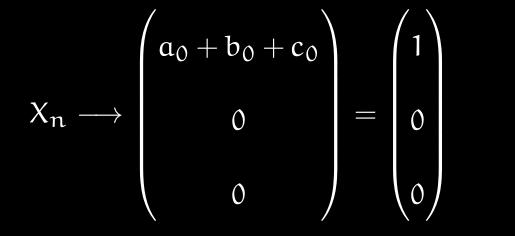 Xₙ ⟶ (a₀ + b₀ + c₀
0
0) = (1
0
0)